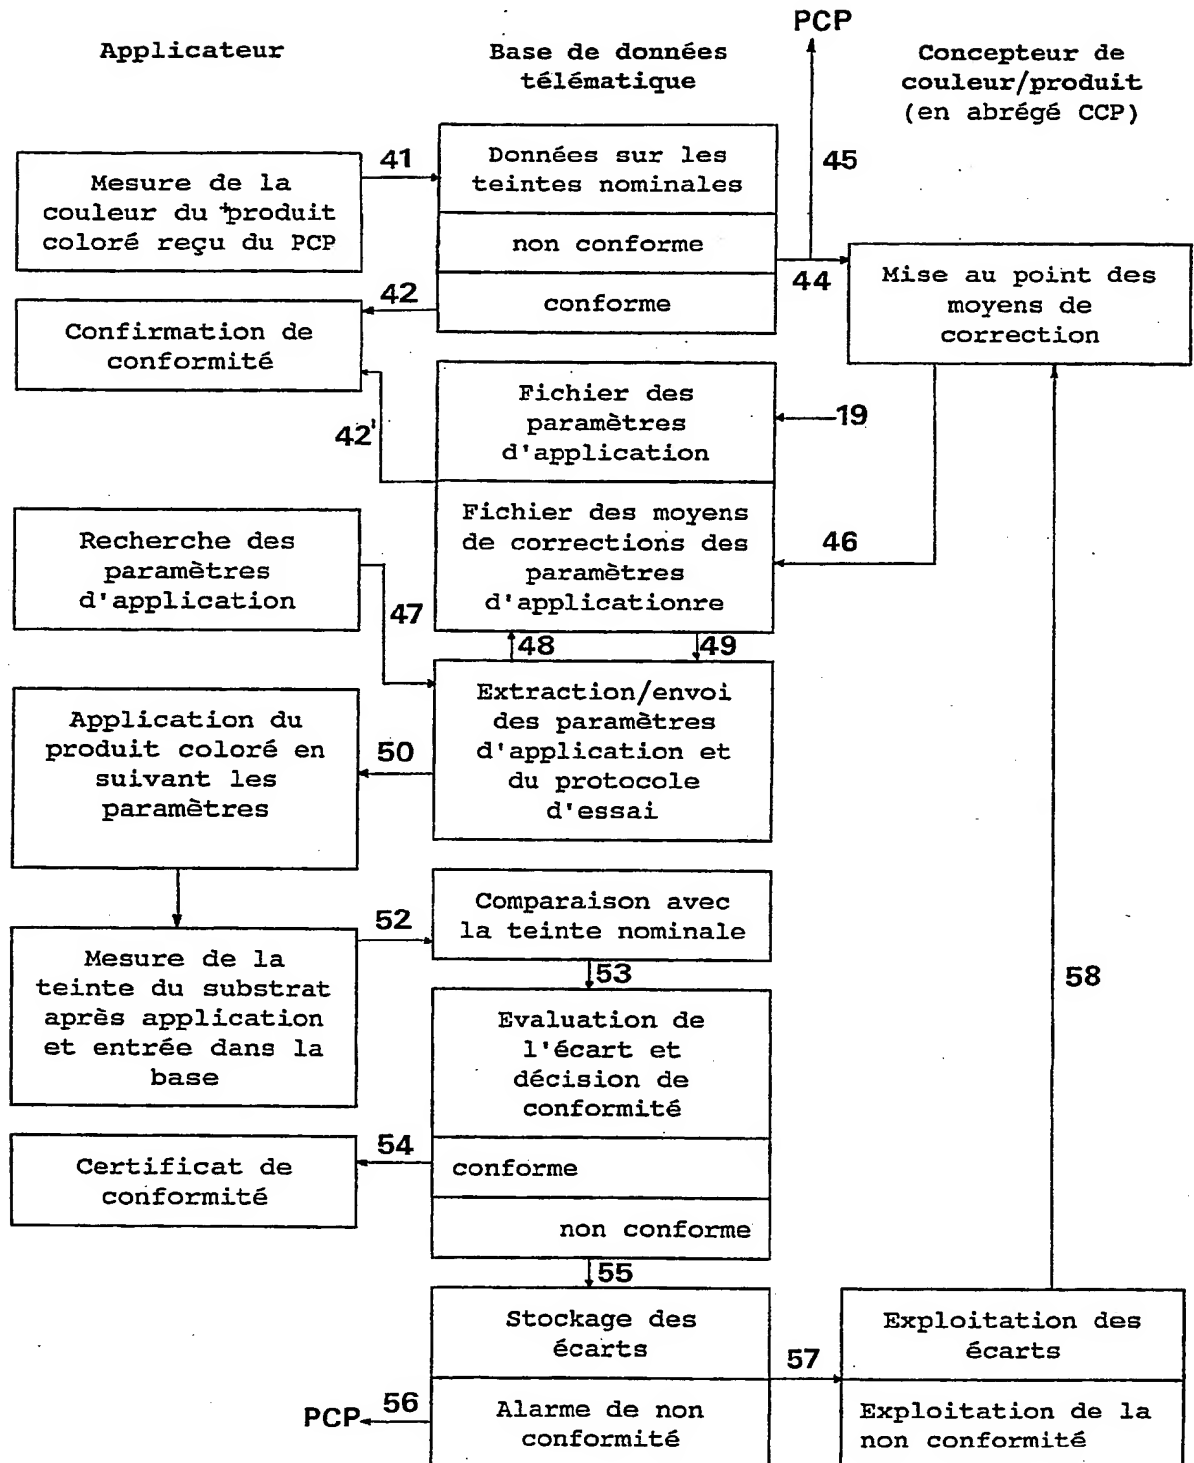 PCP
Applicateur
Base de données
télématique
Concepteur de
couleur/produit
(en abrégé CCP)
Mesure de la
couleur du produit
coloré reçu du PCP
41
Données sur les
teintes nominales
non conforme
conforme
45
44
Mise au point des
moyens de
correction
42
Confirmation de
conformité
42'
Fichier des
paramètres
d'application
19
Fichier des moyens
de corrections des
paramètres
d'applicationre
46
Recherche des
paramètres
d'application
47
48
49
Extraction/envoi
des paramètres
d'application et
du protocole
d'essai
Application du
produit coloré en
suivant les
paramètres
50
Comparaison avec
la teinte nominale
52
Mesure de la
teinte du substrat
après application
et entrée dans la
base
53
58
Evaluation de
l'écart et
décision de
conformité
conforme
non conforme
54
Certificat de
conformité
55
Stockage des
écarts
57
Exploitation des
écarts
PCP
56
Alarme de non
conformité
Exploitation de la
non conformité